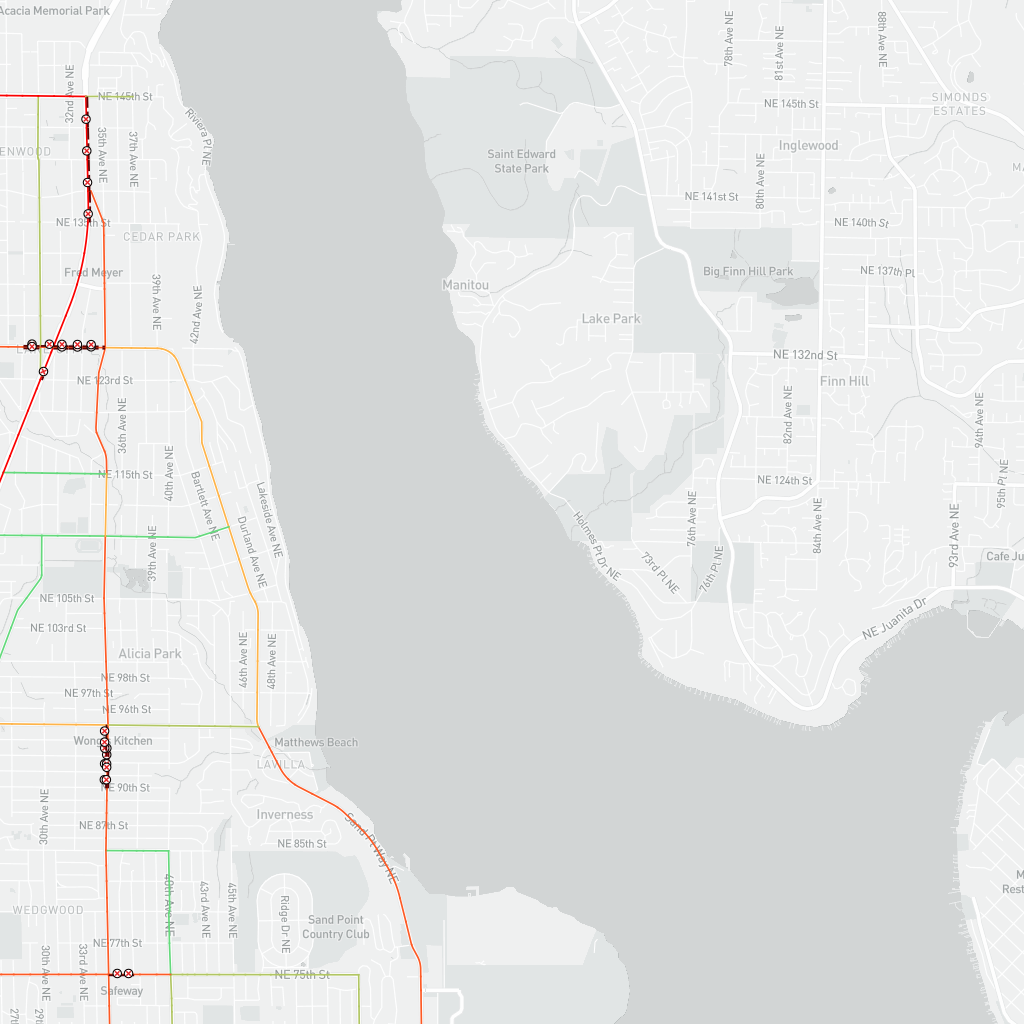 Acacia Memorial Park
78th Ave NE
81st Ave NE
88th Ave NE
32nd Ave NE
NE 145th St
Riviera Pl NE
35th Ave NE
37th Ave NE
NE 145th St
SIMONDS
ESTATES
Inglewood
Saint Edward
State Park
80th Ave NE
NE 141st St
NE 140th St
NE 135th St
CEDAR PARK
Fred Meyer
39th Ave NE
42nd Ave NE
Manitou
Lake Park
Big Finn Hill Park
NE 137th Pl
NE 132nd St
Finn Hill
NE 123rd St
36th Ave NE
82nd Ave NE
94th Ave NE
NE 115th St
40th Ave NE
Bartlett Ave NE
Lakeside Ave NE
Durland Ave NE
39th Ave NE
NE 124th St
95th Pl NE
76th Ave NE
84th Ave NE
93rd Ave NE
Holmes Pt Dr NE
73rd Pl NE
76th Pl NE
Cafe Ju
NE Juanita Dr
NE 105th St
NE 103rd St
Alicia Park
46th Ave NE
48th Ave NE
NE 98th St
NE 97th St
NE 96th St
Matthews Beach
LAVILLA
NE 90th St
30th Ave NE
NE 87th St
Inverness
Sand Pt Way NE
NE 85th St
40th Ave NE
43rd Ave NE
45th Ave NE
Ridge Dr NE
Sand Point
Country Club
WEDGWOOD
NE 77th St
30th Ave NE
33rd Ave NE
NE 75th St
Safeway
27th
29th
Rest